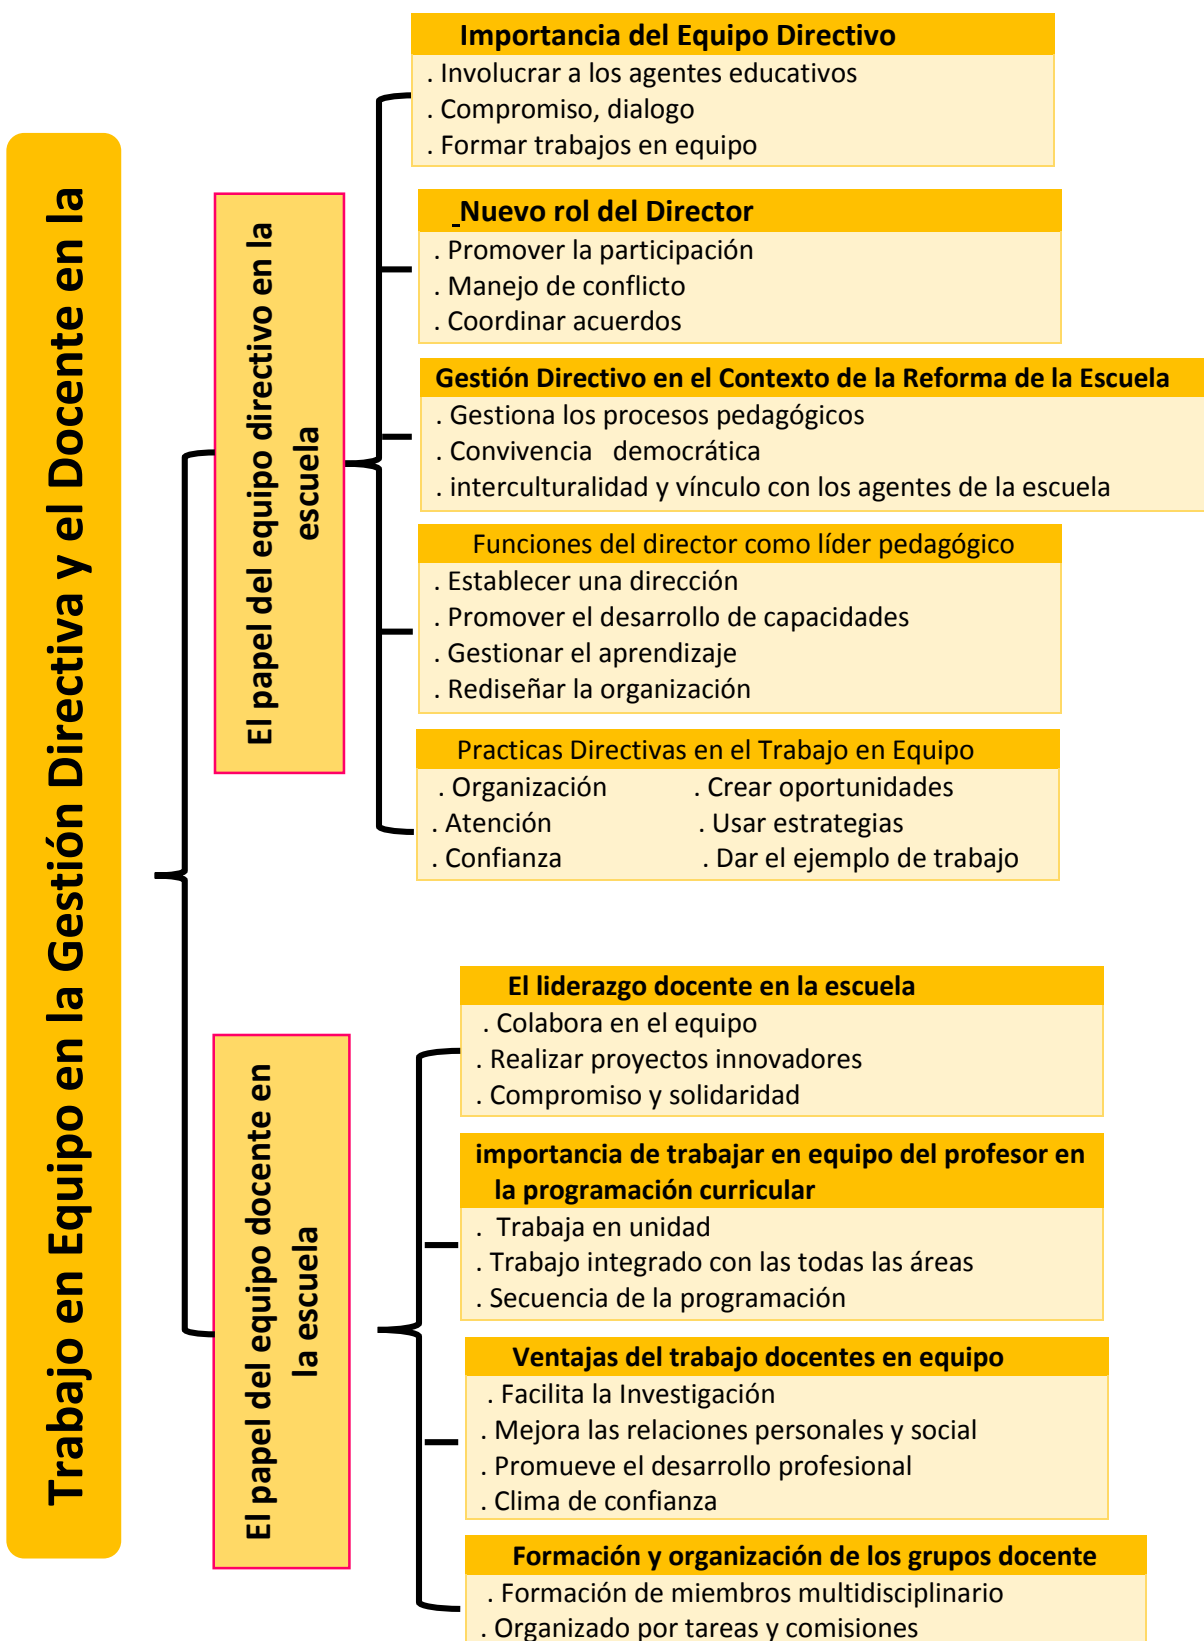 Trabajo en Equipo en la Gestión Directiva y el Docente en la
El papel del equipo directivo en la
escuela
Importancia del Equipo Directivo
. Involucrar a los agentes educativos
. Compromiso, dialogo
. Formar trabajos en equipo
Nuevo rol del Director
. Promover la participación
. Manejo de conflicto
. Coordinar acuerdos
Gestión Directivo en el Contexto de la Reforma de la Escuela
. Gestiona los procesos pedagógicos
. Convivencia democrática
. interculturalidad y vínculo con los agentes de la escuela
Funciones del director como líder pedagógico
. Establecer una dirección
. Promover el desarrollo de capacidades
. Gestionar el aprendizaje
. Rediseñar la organización
Practicas Directivas en el Trabajo en Equipo
. Organización . Crear oportunidades
. Atención . Usar estrategias
. Confianza . Dar el ejemplo de trabajo
El papel del equipo docente en
la escuela
El liderazgo docente en la escuela
. Colabora en el equipo
. Realizar proyectos innovadores
. Compromiso y solidaridad
importancia de trabajar en equipo del profesor en
la programación curricular
. Trabaja en unidad
. Trabajo integrado con las todas las áreas
. Secuencia de la programación
Ventajas del trabajo docentes en equipo
. Facilita la Investigación
. Mejora las relaciones personales y social
. Promueve el desarrollo profesional
. Clima de confianza
Formación y organización de los grupos docente
. Formación de miembros multidisciplinario
. Organizado por tareas y comisiones